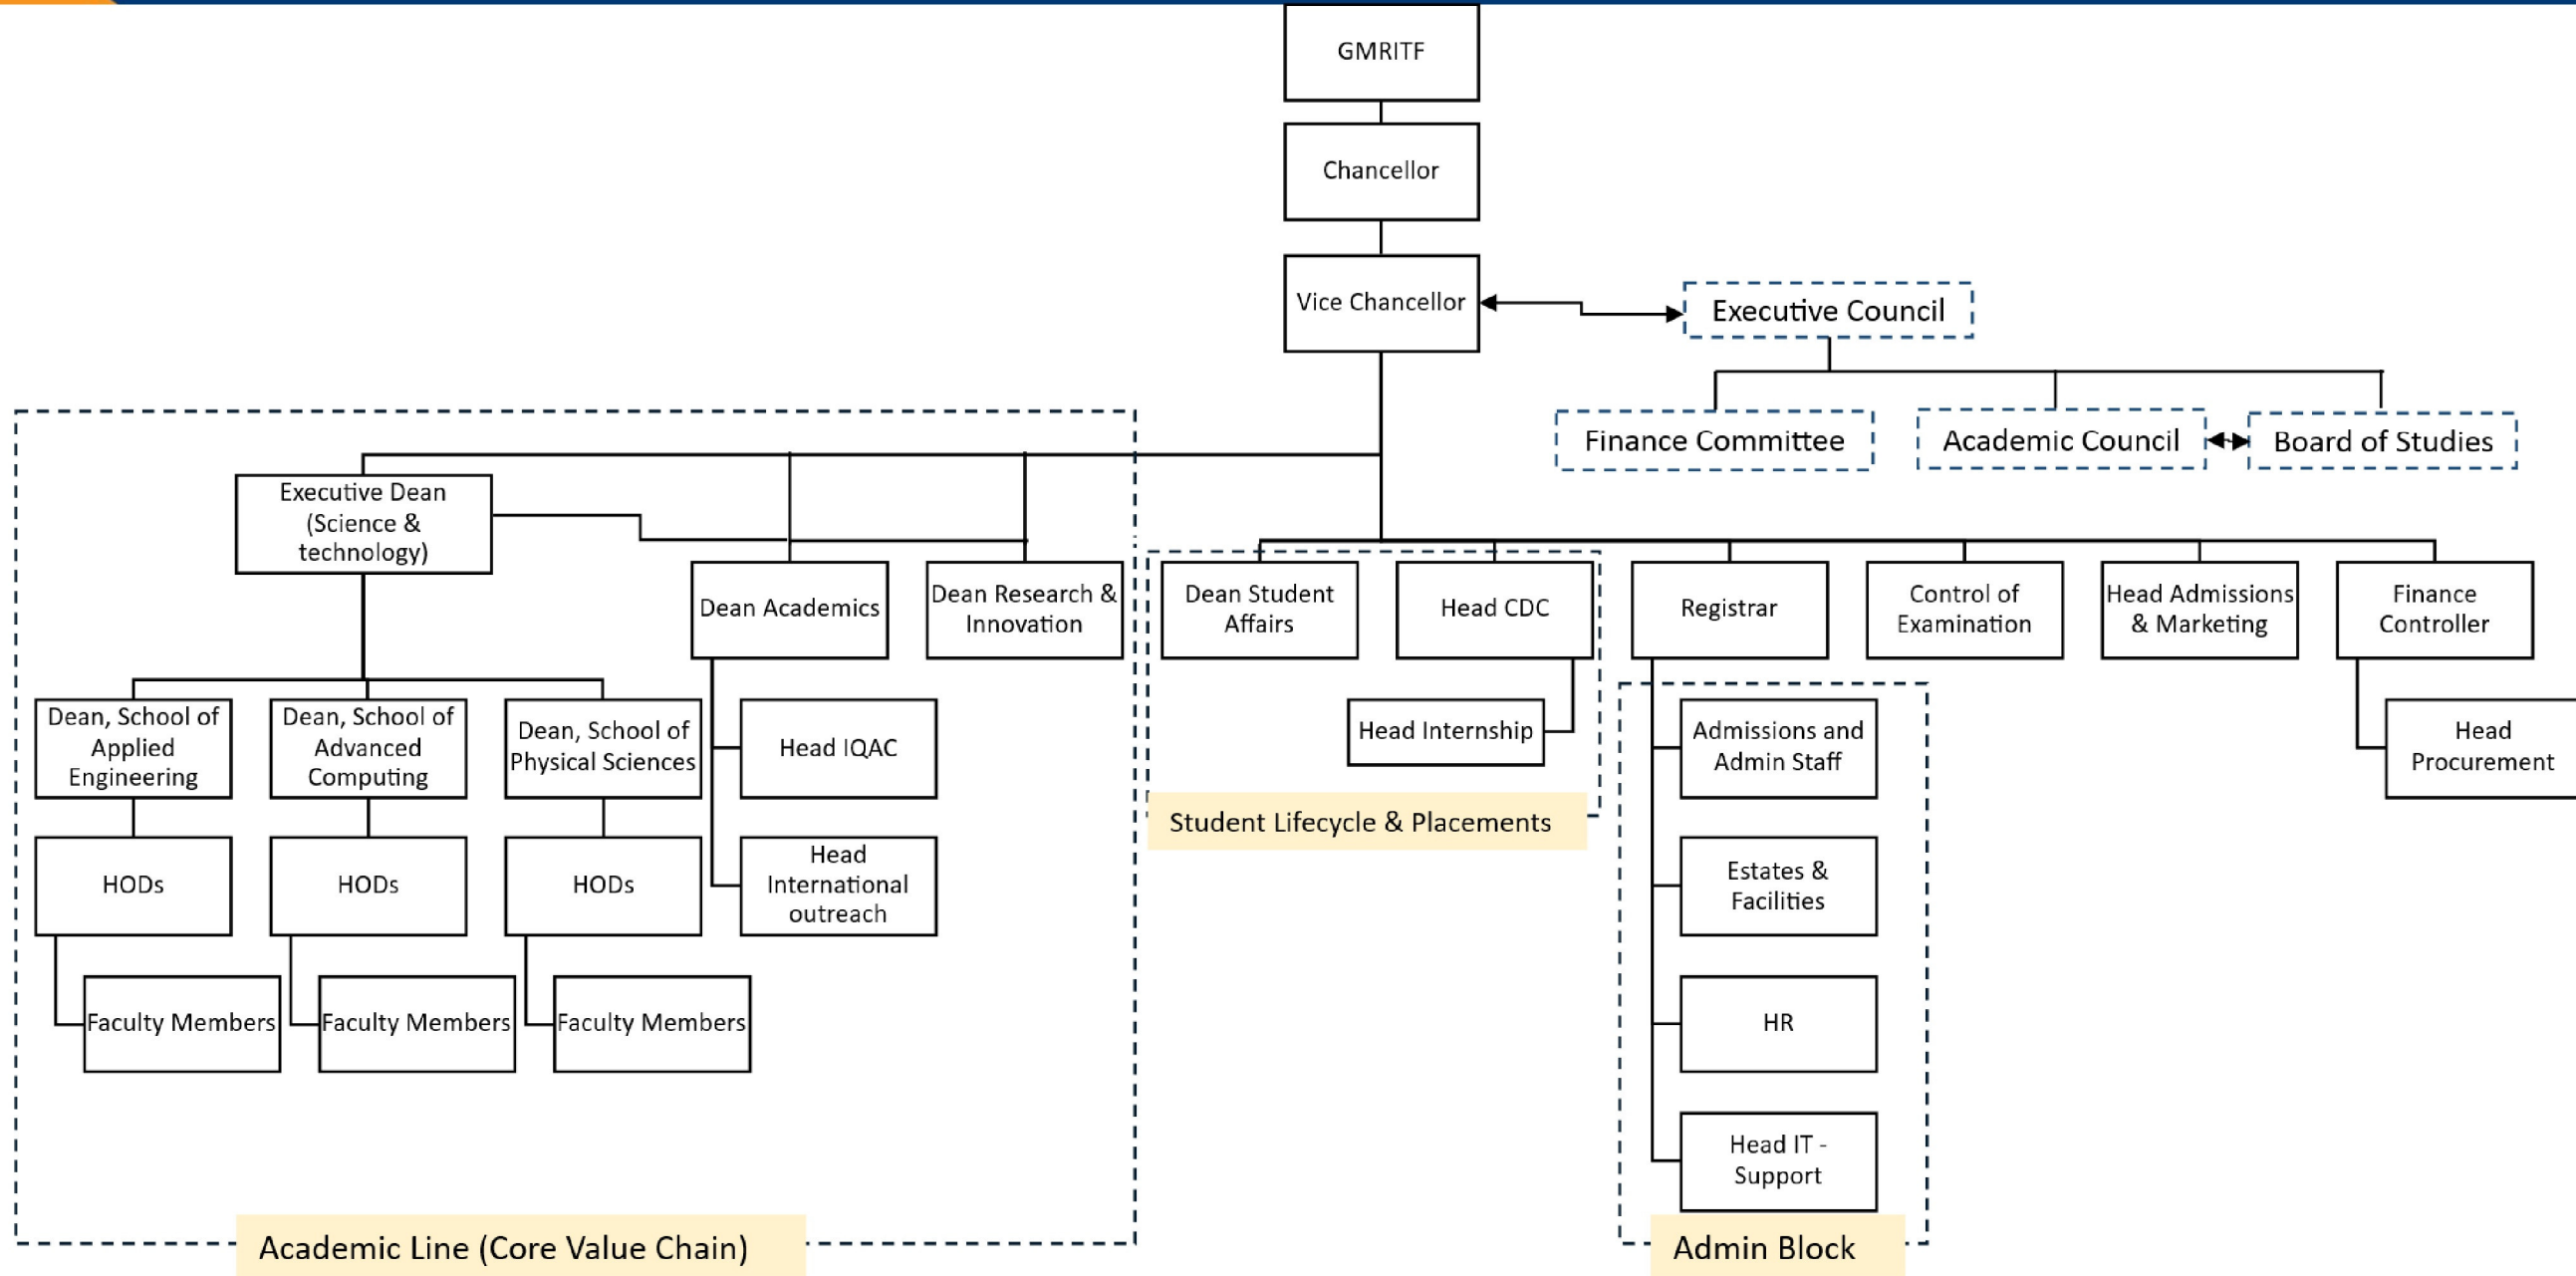 GMRITF
Chancellor
Vice Chancellor
Executive Council
Finance Committee
Academic Council
Board of Studies
Executive Dean
(Science &
technology)
Dean Academics
Dean Research &
Innovation
Dean Student
Affairs
Head CDC
Registrar
Control of
Examination
Head Admissions
& Marketing
Finance
Controller
Dean, School of
Applied
Engineering
Dean, School of
Advanced
Computing
Dean, School of
Physical Sciences
Head IQAC
Head Internship
Admissions and
Admin Staff
Head
Procurement
Student Lifecycle & Placements
HODs
HODs
HODs
Head
International
outreach
Estates &
Facilities
Faculty Members
Faculty Members
Faculty Members
HR
Head IT -
Support
Academic Line (Core Value Chain)
Admin Block